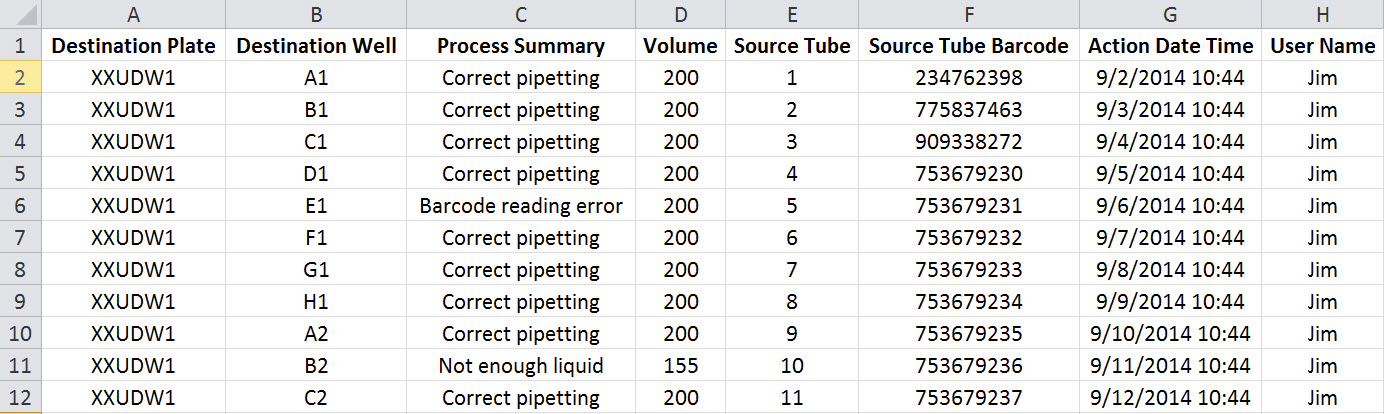 A B C D E F G H
1 Destination Plate Destination Well Process Summary Volume Source Tube Source Tube Barcode Action Date Time User Name
2 XXUDW1 A1 Correct pipetting 200 1 234762398 9/2/2014 10:44 Jim
3 XXUDW1 B1 Correct pipetting 200 2 775837463 9/3/2014 10:44 Jim
4 XXUDW1 C1 Correct pipetting 200 3 909338272 9/4/2014 10:44 Jim
5 XXUDW1 D1 Correct pipetting 200 4 753679230 9/5/2014 10:44 Jim
6 XXUDW1 E1 Barcode reading error 200 5 753679231 9/6/2014 10:44 Jim
7 XXUDW1 F1 Correct pipetting 200 6 753679232 9/7/2014 10:44 Jim
8 XXUDW1 G1 Correct pipetting 200 7 753679233 9/8/2014 10:44 Jim
9 XXUDW1 H1 Correct pipetting 200 8 753679234 9/9/2014 10:44 Jim
10 XXUDW1 A2 Correct pipetting 200 9 753679235 9/10/2014 10:44 Jim
11 XXUDW1 B2 Not enough liquid 155 10 753679236 9/11/2014 10:44 Jim
12 XXUDW1 C2 Correct pipetting 200 11 753679237 9/12/2014 10:44 Jim